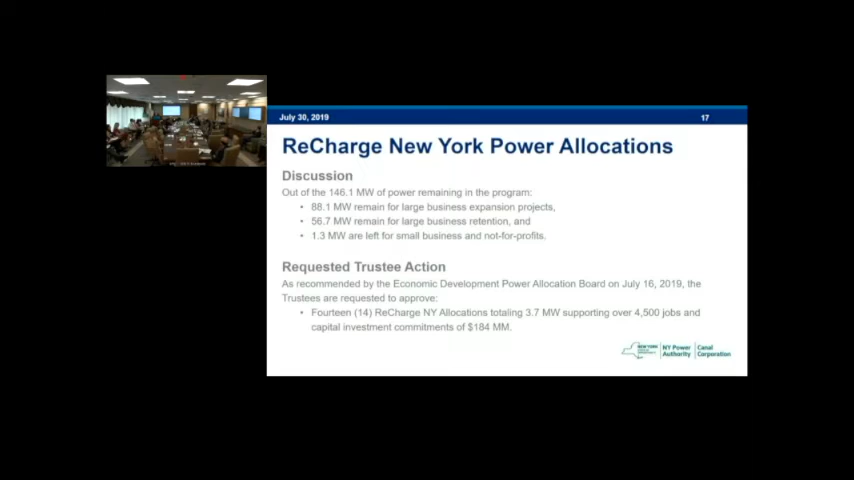 July 30, 2019
17
ReCharge New York Power Allocations
Discussion
Out of the 146.1 MW of power remaining in the program:
• 88.1 MW remain for large business expansion projects,
• 56.7 MW remain for large business retention, and
• 1.3 MW are left for small business and not-for-profits.
Requested Trustee Action
As recommended by the Economic Development Power Allocation Board on July 16, 2019, the
Trustees are requested to approve:
• Fourteen (14) ReCharge NY Allocations totaling 3.7 MW supporting over 4,500 jobs and
capital investment commitments of $184 MM.
NEW YORK
NY Power
Authority
Canal
Corporation